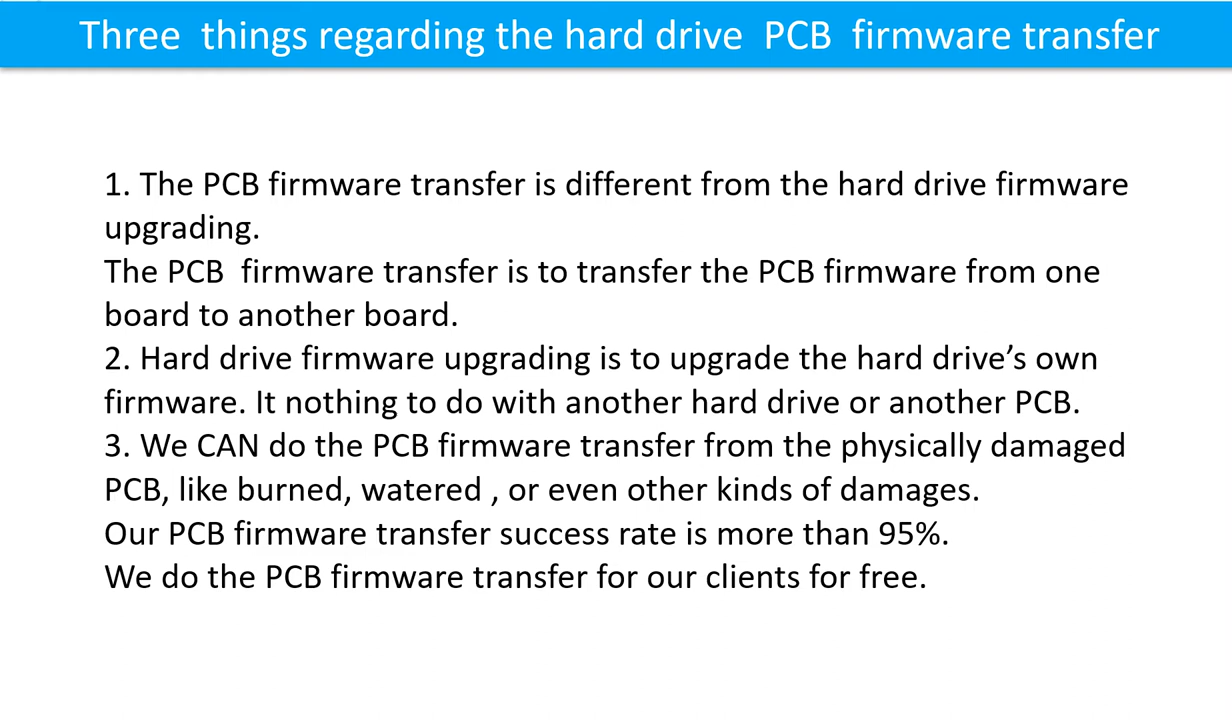 Three things regarding the hard drive PCB firmware transfer
1. The PCB firmware transfer is different from the hard drive firmware
upgrading.
The PCB firmware transfer is to transfer the PCB firmware from one
board to another board.
2. Hard drive firmware upgrading is to upgrade the hard drive’s own
firmware. It nothing to do with another hard drive or another PCB.
3. We CAN do the PCB firmware transfer from the physically damaged
PCB, like burned, watered , or even other kinds of damages.
Our PCB firmware transfer success rate is more than 95%.
We do the PCB firmware transfer for our clients for free.